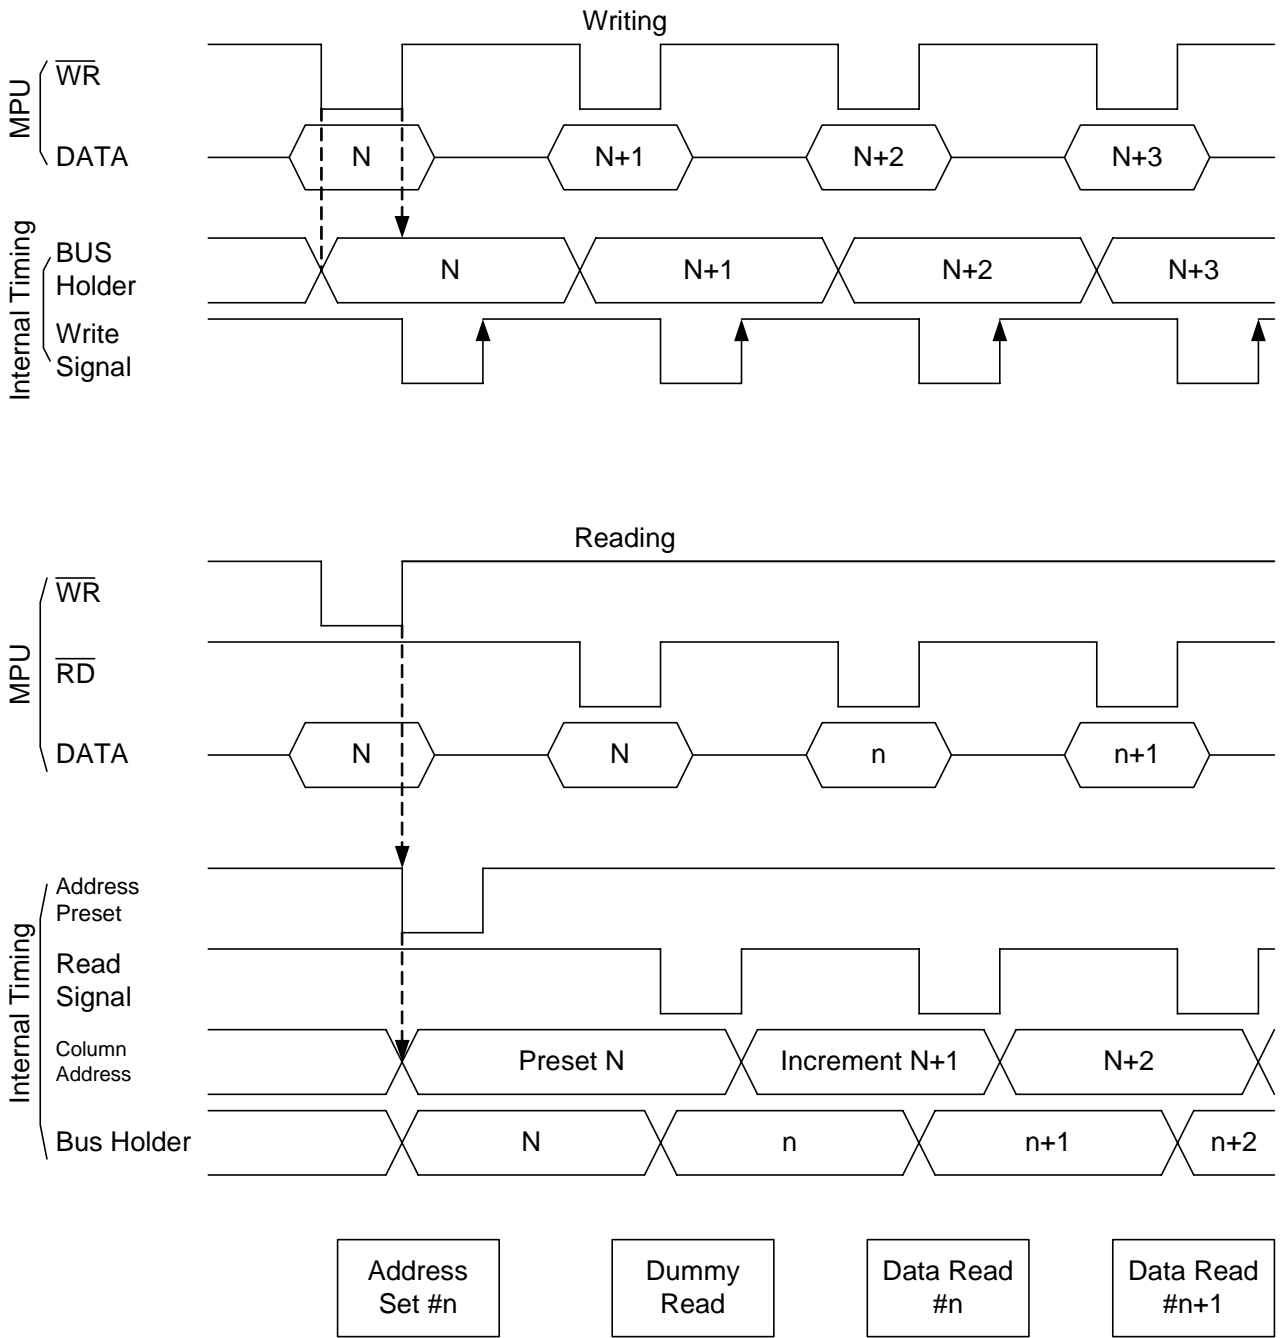 Writing
MPU
WR
DATA
N
N+1
N+2
N+3
Internal Timing
BUS
Holder
N
N+1
N+2
N+3
Write
Signal
Reading
MPU
WR
RD
DATA
N
N
n
n+1
Internal Timing
Address
Preset
Read
Signal
Column
Address
Preset N
Increment N+1
N+2
Bus Holder
N
n
n+1
n+2
Address
Set #n
Dummy
Read
Data Read
#n
Data Read
#n+1